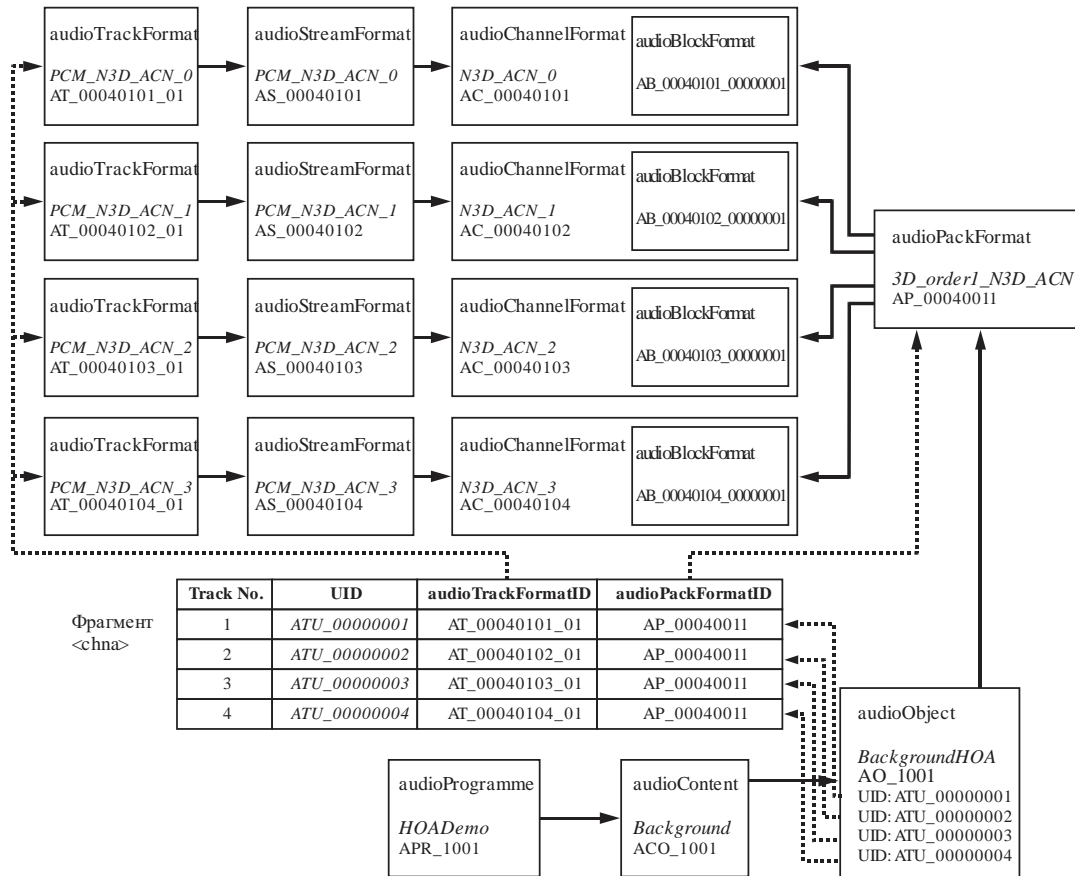 audioTrackFormat
PCM_N3D_ACN_0
AT_00040101_01
audioStreamFormat
PCM_N3D_ACN_0
AS_00040101
audioChannelFormat
N3D_ACN_0
AC_00040101
audioBlockFormat
AB_00040101_00000001
audioTrackFormat
PCM_N3D_ACN_1
AT_00040102_01
audioStreamFormat
PCM_N3D_ACN_1
AS_00040102
audioChannelFormat
N3D_ACN_1
AC_00040102
audioBlockFormat
AB_00040102_00000001
audioPackFormat
3D_order1_N3D_ACN
AP_00040011
audioTrackFormat
PCM_N3D_ACN_2
AT_00040103_01
audioStreamFormat
PCM_N3D_ACN_2
AS_00040103
audioChannelFormat
N3D_ACN_2
AC_00040103
audioBlockFormat
AB_00040103_00000001
audioTrackFormat
PCM_N3D_ACN_3
AT_00040104_01
audioStreamFormat
PCM_N3D_ACN_3
AS_00040104
audioChannelFormat
N3D_ACN_3
AC_00040104
audioBlockFormat
AB_00040104_00000001
Фрагмент
<chna>
Track No. UID audioTrackFormatID audioPackFormatID
1 ATU_00000001 AT_00040101_01 AP_00040011
2 ATU_00000002 AT_00040102_01 AP_00040011
3 ATU_00000003 AT_00040103_01 AP_00040011
4 ATU_00000004 AT_00040104_01 AP_00040011
audioProgramme
HOADemo
APR_1001
audioContent
Background
ACO_1001
audioObject
BackgroundHOA
AO_1001
UID: ATU_00000001
UID: ATU_00000002
UID: ATU_00000003
UID: ATU_00000004